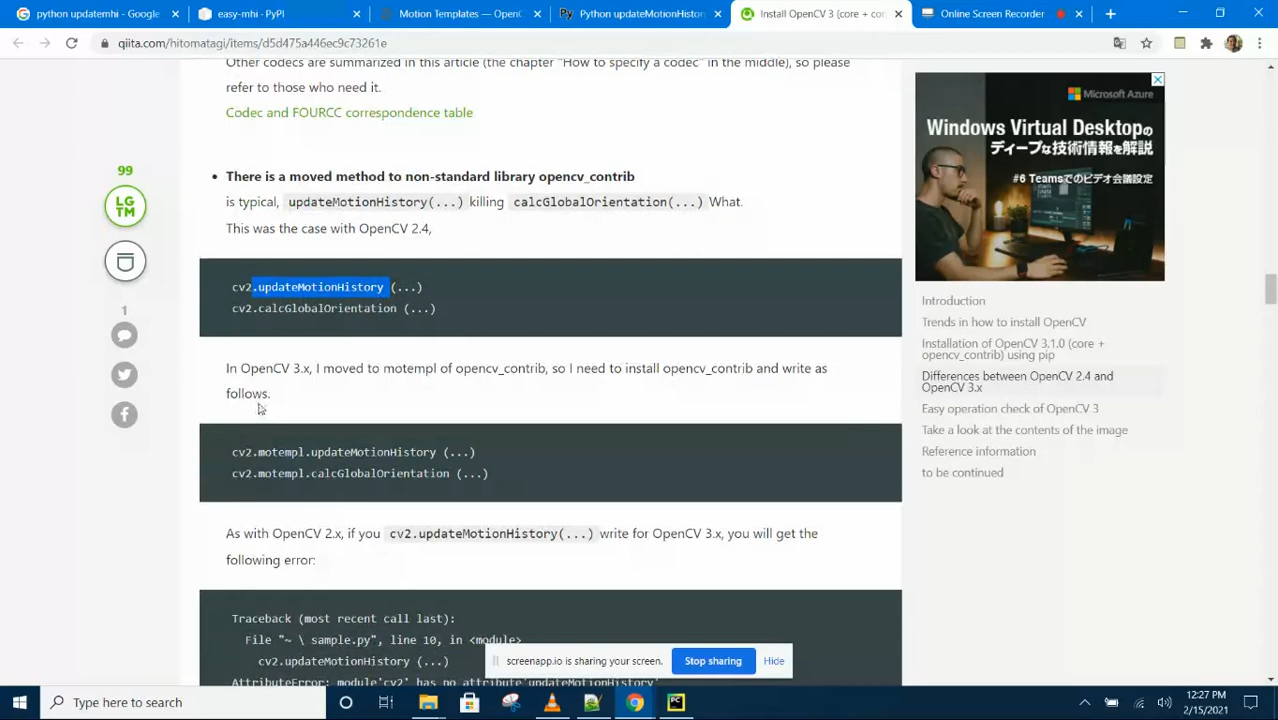 python updatemhi - Google
easy-mhi · PyPI
Motion Templates — OpenC
Python updateMotionHistor
Install OpenCV 3 (core + co
Online Screen Recorder
qiita.com/hitomatagi/items/d5d475a446ec9c73261e
Other codecs are summarized in this article (the chapter "How to specify a codec" in the middle), so please
refer to those who need it.
Codec and FOURCC correspondence table
99
LG
TM
1
There is a moved method to non-standard library opencv_contrib
is typical, updateMotionHistory(...) killing calcGlobalOrientation(...) What.
This was the case with OpenCV 2.4,
cv2.updateMotionHistory (...)
cv2.calcGlobalOrientation (...)
In OpenCV 3.x, I moved to motempl of opencv_contrib, so I need to install opencv_contrib and write as
follows.
cv2.motempl.updateMotionHistory (...)
cv2.motempl.calcGlobalOrientation (...)
As with OpenCV 2.x, if you cv2.updateMotionHistory(...) write for OpenCV 3.x, you will get the
following error:
Traceback (most recent call last):
File "~ \ sample.py", line 10, in <module>
cv2.updateMotionHistory (...)
AttributeError: module'cv2' has no attribute'updateMotionHistory'
Microsoft Azure
Windows Virtual Desktopの
ディープな技術情報を解説
#6 Teamsでのビデオ会議設定
Introduction
Trends in how to install OpenCV
Installation of OpenCV 3.1.0 (core +
opencv_contrib) using pip
Differences between OpenCV 2.4 and
OpenCV 3.x
Easy operation check of OpenCV 3
Take a look at the contents of the image
Reference information
to be continued
screenapp.io is sharing your screen.
Stop sharing
Hide
Type here to search
PC
12:27 PM
2/15/2021